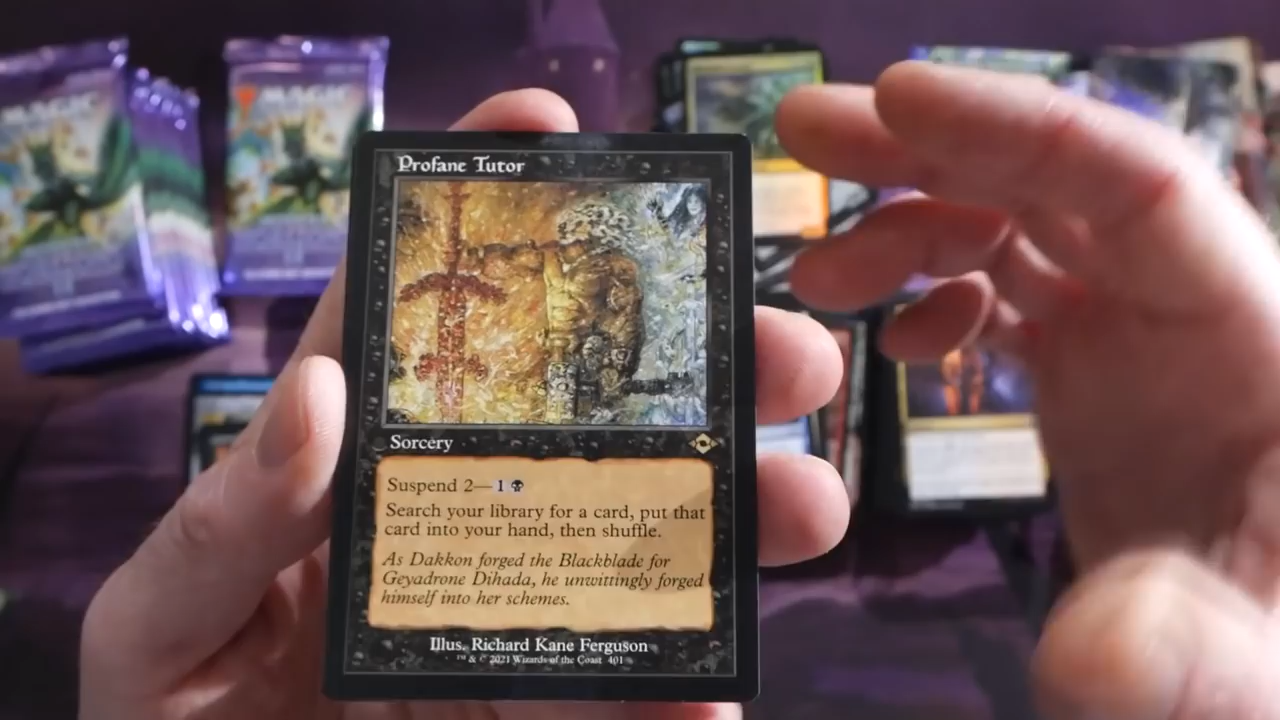 MAGIC
MAGIC
Profane Tutor
Sorcery
Suspend 2—1
Search your library for a card, put that
card into your hand, then shuffle.
As Dakkon forged the Blackblade for
Geyadrone Dihada, he unwittingly forged
himself into her schemes.
Illus. Richard Kane Ferguson
™ & © 2021 Wizards of the Coast 401